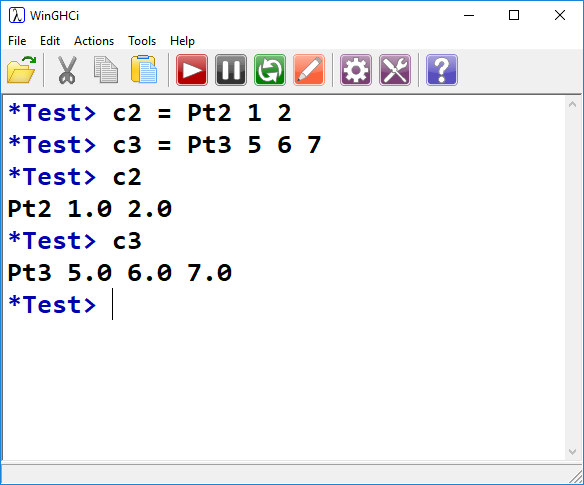 WinGHCi
File Edit Actions Tools Help
*Test> c2 = Pt2 1 2
*Test> c3 = Pt3 5 6 7
*Test> c2
Pt2 1.0 2.0
*Test> c3
Pt3 5.0 6.0 7.0
*Test>